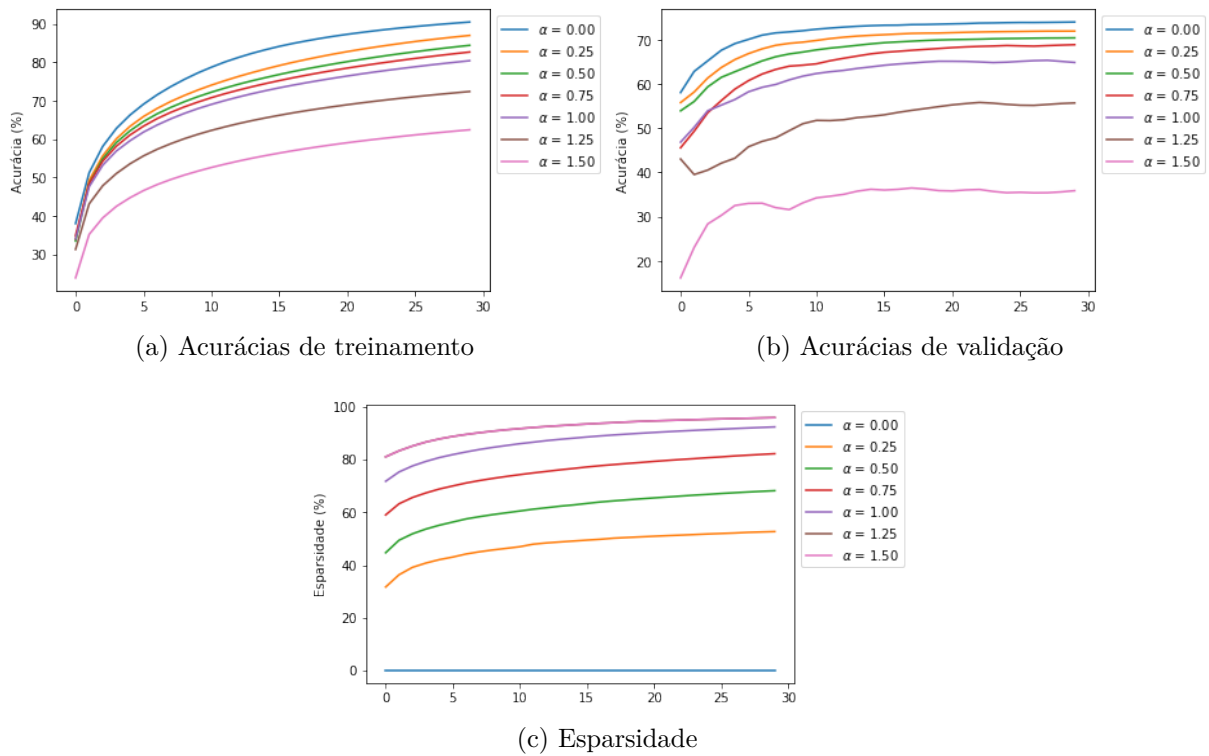 Acurácia (%)
90
80
70
60
50
40
30
0
5
10
15
20
25
30
α = 0.00
α = 0.25
α = 0.50
α = 0.75
α = 1.00
α = 1.25
α = 1.50
(a) Acurácias de treinamento
Acurácia (%)
70
60
50
40
30
20
0
5
10
15
20
25
30
α = 0.00
α = 0.25
α = 0.50
α = 0.75
α = 1.00
α = 1.25
α = 1.50
(b) Acurácias de validação
Esparsidade (%)
100
80
60
40
20
0
0
5
10
15
20
25
30
α = 0.00
α = 0.25
α = 0.50
α = 0.75
α = 1.00
α = 1.25
α = 1.50
(c) Esparsidade